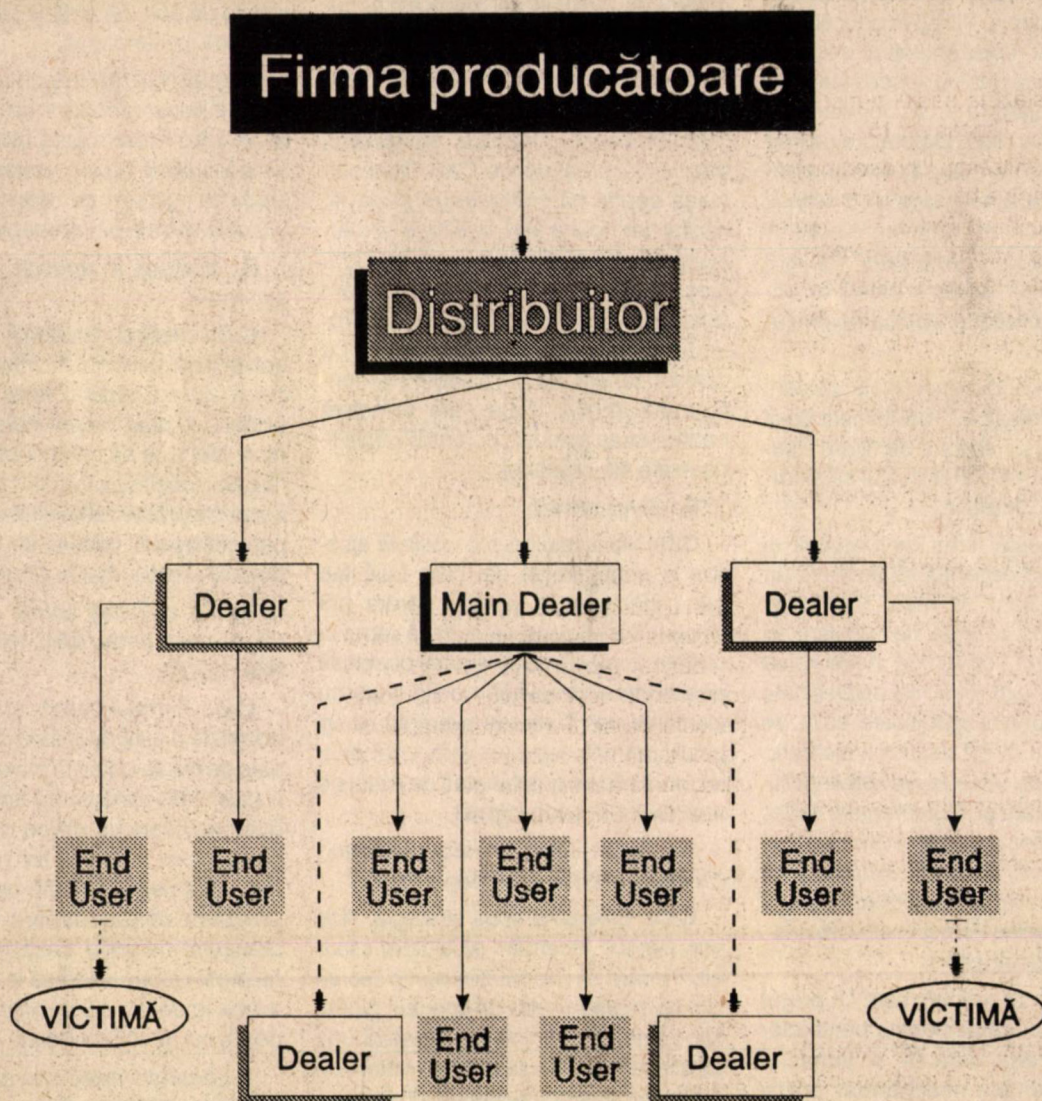 Firma producătoare
Distribuitor
Dealer
Main Dealer
Dealer
End
User
End
User
End
User
End
User
End
User
End
User
End
User
VICTIMĂ
VICTIMĂ
Dealer
End
User
End
User
Dealer